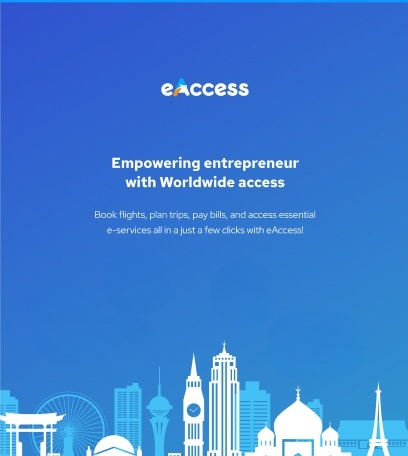 eAccess
Empowering entrepreneur
with Worldwide access
Book flights, plan trips, pay bills, and access essential
e-services all in a just a few clicks with eAccess!